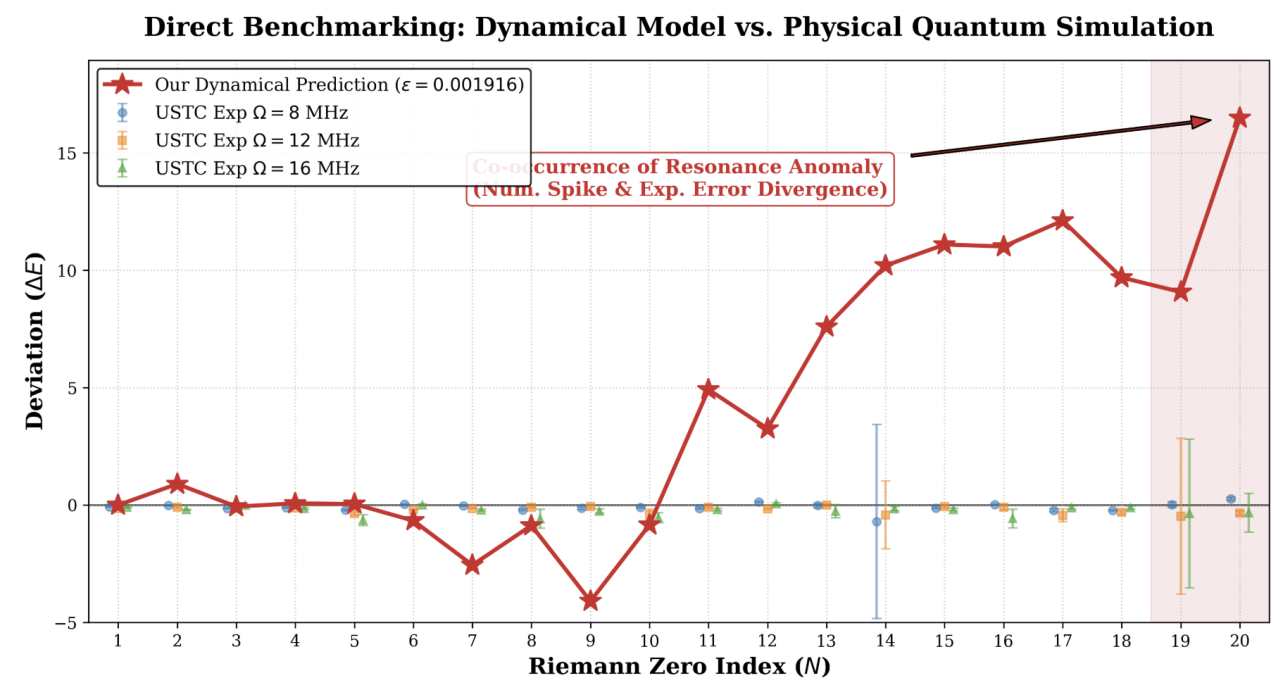 Direct Benchmarking: Dynamical Model vs. Physical Quantum Simulation
Our Dynamical Prediction (ε = 0.001916)
USTC Exp Ω = 8 MHz
USTC Exp Ω = 12 MHz
USTC Exp Ω = 16 MHz
Co-occurrence of Resonance Anomaly
(Num. Spike & Exp. Error Divergence)
Deviation (ΔE)
15
10
5
0
−5
1 2 3 4 5 6 7 8 9 10 11 12 13 14 15 16 17 18 19 20
Riemann Zero Index (N)